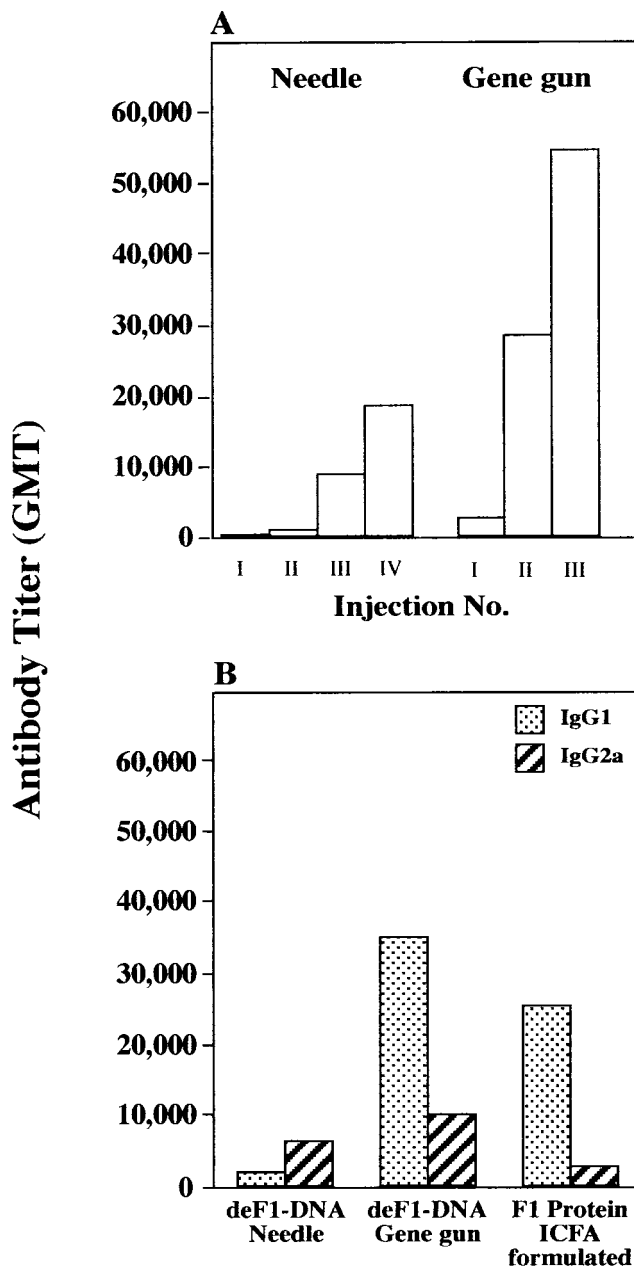 A
Needle Gene gun
60,000
50,000
40,000
30,000
20,000
10,000
0
I II III IV I II III
Injection No.
Antibody Titer (GMT)
B
IgG1
IgG2a
60,000
50,000
40,000
30,000
20,000
10,000
0
deF1-DNA deF1-DNA F1 Protein
Needle Gene gun ICFA
formulated